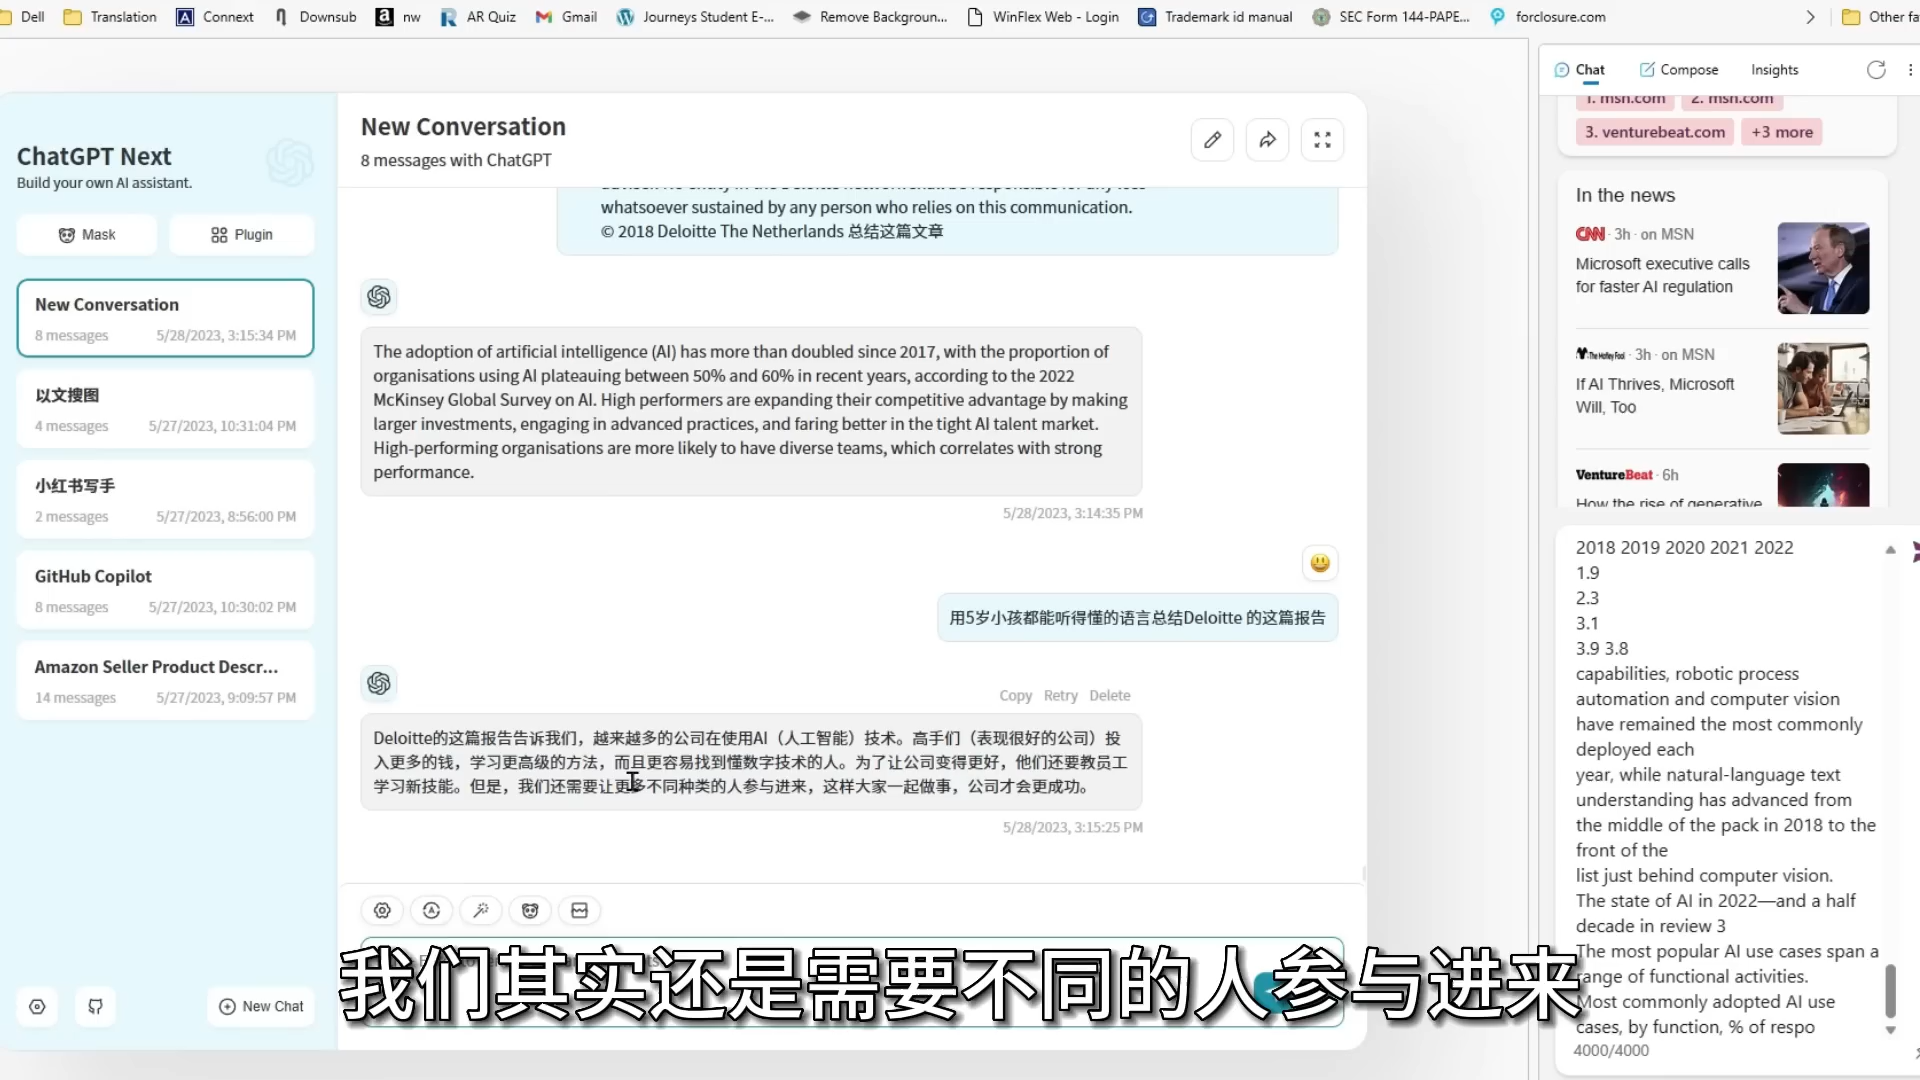 Dell
Translation
Connext
Downsub
nw
AR Quiz
Gmail
Journeys Student E-...
Remove Backgroun...
WinFlex Web - Login
Trademark id manual
SEC Form 144-PAPE...
forclosure.com
Other fa
ChatGPT Next
Build your own AI assistant.
Mask
Plugin
New Conversation
8 messages
5/28/2023, 3:15:34 PM
以文搜图
4 messages
5/27/2023, 10:31:04 PM
小红书写手
2 messages
5/27/2023, 8:56:00 PM
GitHub Copilot
8 messages
5/27/2023, 10:30:02 PM
Amazon Seller Product Descr...
14 messages
5/27/2023, 9:09:57 PM
New Chat
New Conversation
8 messages with ChatGPT
whatsoever sustained by any person who relies on this communication.
© 2018 Deloitte The Netherlands 总结这篇文章
The adoption of artificial intelligence (AI) has more than doubled since 2017, with the proportion of
organisations using AI plateauing between 50% and 60% in recent years, according to the 2022
McKinsey Global Survey on AI. High performers are expanding their competitive advantage by making
larger investments, engaging in advanced practices, and faring better in the tight AI talent market.
High-performing organisations are more likely to have diverse teams, which correlates with strong
performance.
5/28/2023, 3:14:35 PM
用5岁小孩都能听得懂的语言总结Deloitte 的这篇报告
Copy Retry Delete
Deloitte的这篇报告告诉我们，越来越多的公司在使用AI（人工智能）技术。高手们（表现很好的公司）投
入更多的钱，学习更高级的方法，而且更容易找到懂数字技术的人。为了让公司变得更好，他们还要教员工
学习新技能。但是，我们还需要让更多不同种类的人参与进来，这样大家一起做事，公司才会更成功。
5/28/2023, 3:15:25 PM
我们其实还是需要不同的人参与进来
Chat
Compose
Insights
1. msn.com
2. msn.com
3. venturebeat.com
+3 more
In the news
CNN · 3h · on MSN
Microsoft executive calls
for faster AI regulation
The Motley Fool · 3h · on MSN
If AI Thrives, Microsoft
Will, Too
VentureBeat · 6h
How the rise of generative
2018 2019 2020 2021 2022
1.9
2.3
3.1
3.9 3.8
capabilities, robotic process
automation and computer vision
have remained the most commonly
deployed each
year, while natural-language text
understanding has advanced from
the middle of the pack in 2018 to the
front of the
list just behind computer vision.
The state of AI in 2022—and a half
decade in review 3
The most popular AI use cases span a
range of functional activities.
Most commonly adopted AI use
cases, by function, % of respo
4000/4000